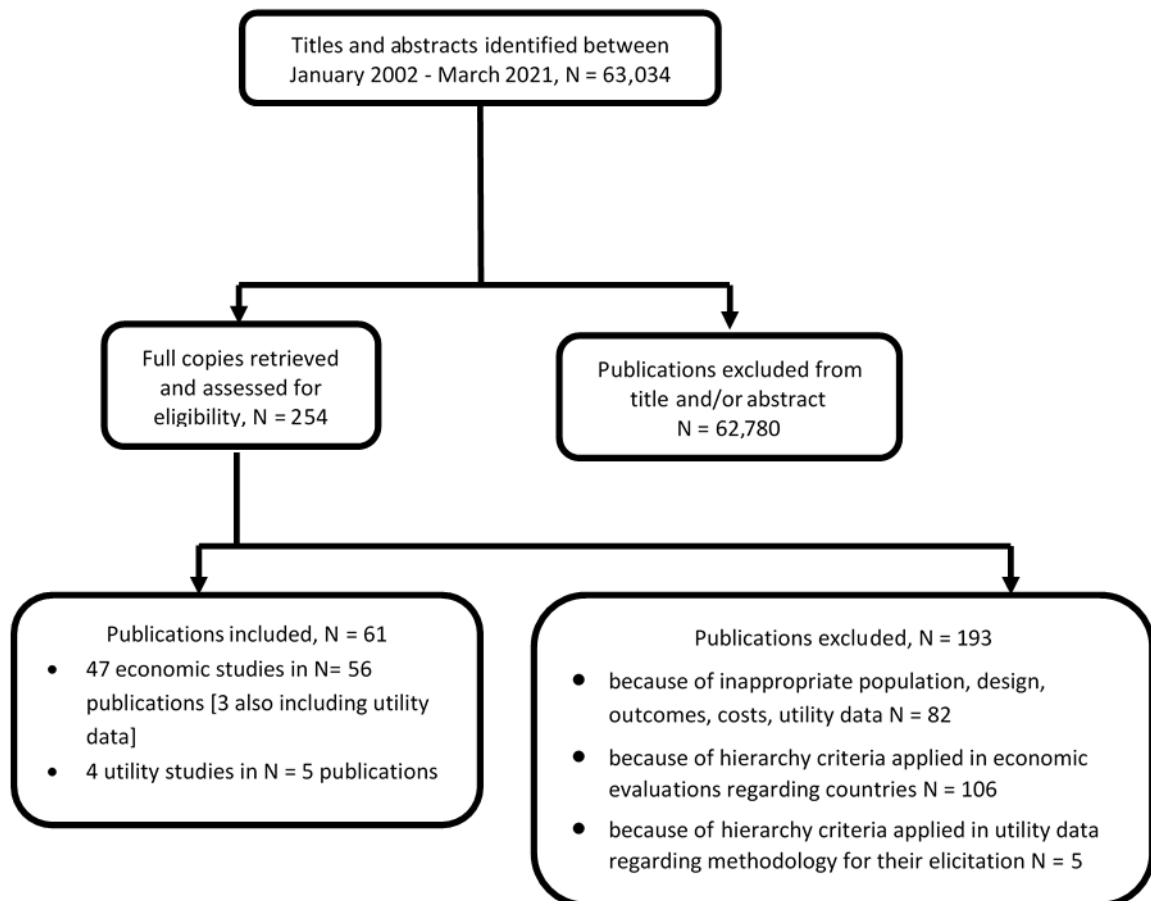 Titles and abstracts identified between
January 2002 - March 2021, N = 63,034
Full copies retrieved
and assessed for
eligibility, N = 254
Publications excluded from
title and/or abstract
N = 62,780
Publications included, N = 61
• 47 economic studies in N= 56
publications [3 also including utility
data]
• 4 utility studies in N = 5 publications
Publications excluded, N = 193
• because of inappropriate population, design,
outcomes, costs, utility data N = 82
• because of hierarchy criteria applied in economic
evaluations regarding countries N = 106
• because of hierarchy criteria applied in utility data
regarding methodology for their elicitation N = 5